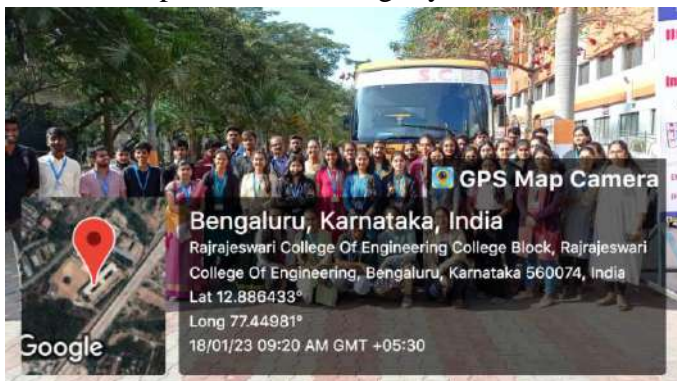 S.C.
GPS Map Camera
Bengaluru, Karnataka, India
Rajrajeswari College Of Engineering College Block, Rajrajeswari
College Of Engineering, Bengaluru, Karnataka 560074, India
Lat 12.886433°
Long 77.44981°
18/01/23 09:20 AM GMT +05:30
Google